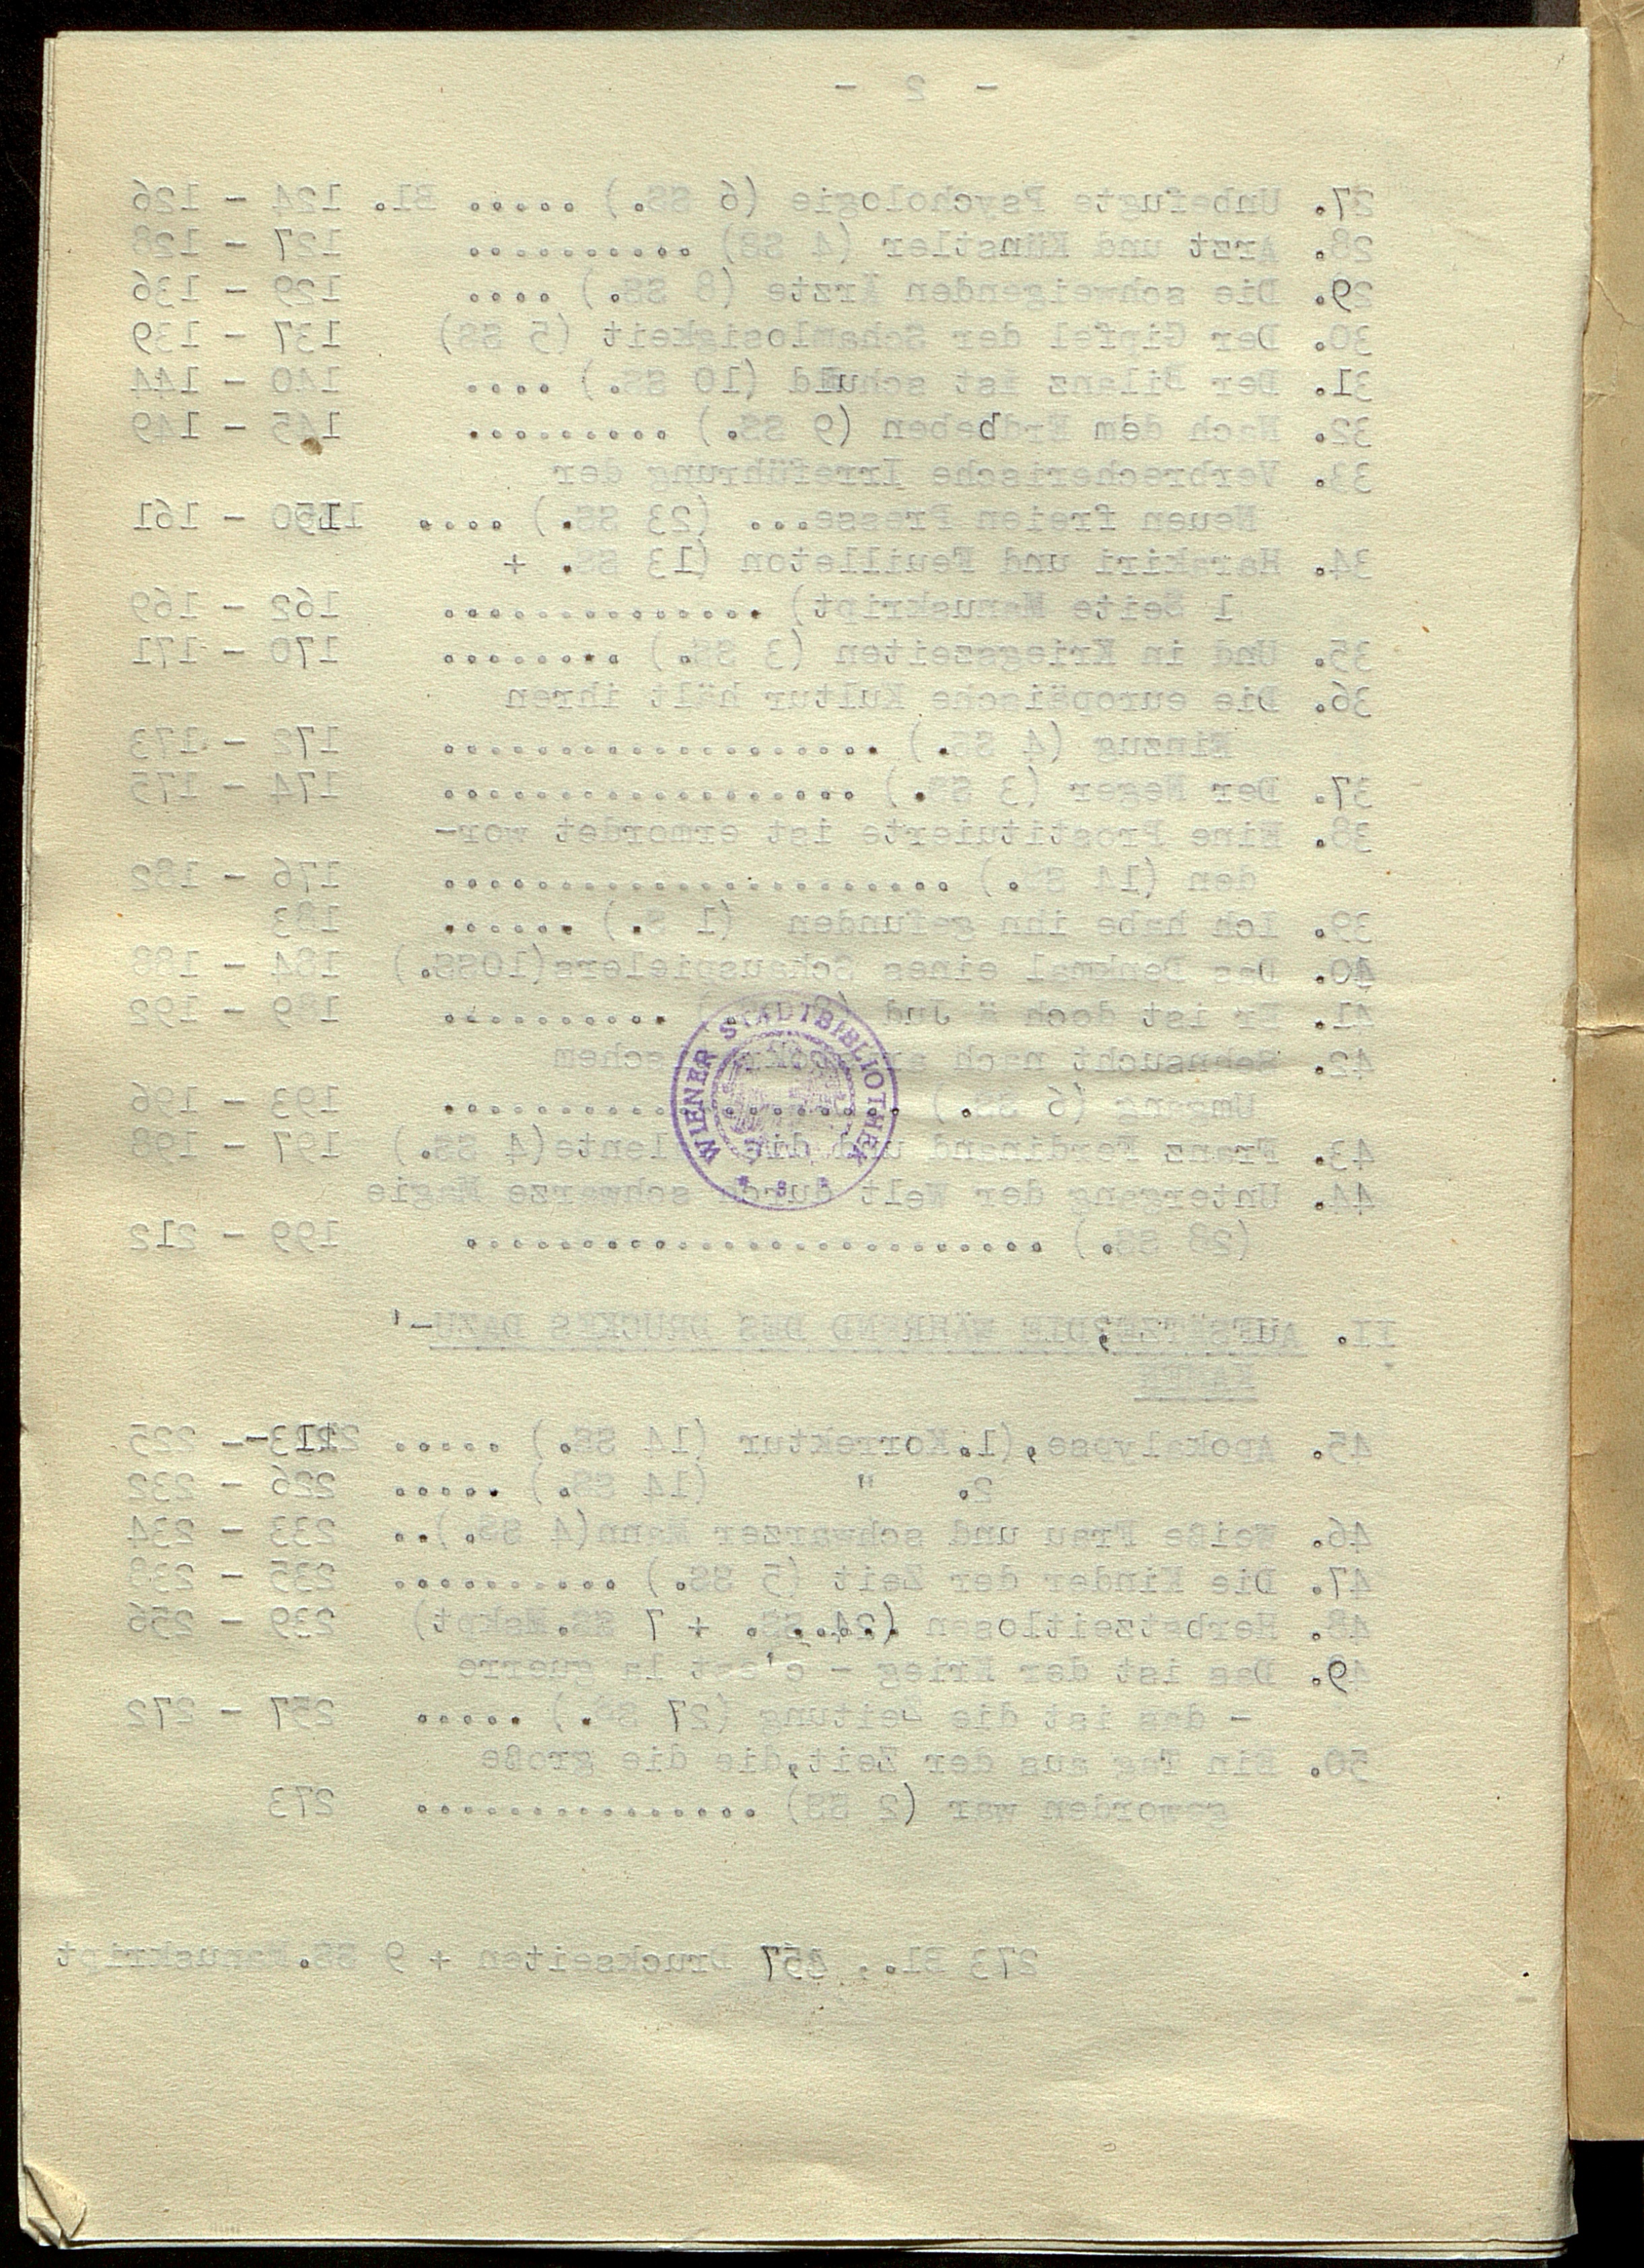 - 2 -
27. Unbefugte Psychologie (6 SS.) ..... Bl. 124 - 126
28. Arzt und Künstler (4 SS) .......... 127 - 128
29. Die schweigenden Ärzte (8 SS.) .... 129 - 136
30. Der Gipfel der Schamlosigkeit (5 SS) 137 - 139
31. Der Bilanz ist schuld (10 SS.) .... 140 - 144
32. Nach dem Erdbeben (9 SS.) ......... 145 - 149
33. Verbrecherische Irreführung der
Neuen freien Presse... (23 SS.) .... 150 - 161
34. Harakiri und Feuilleton (13 SS. +
1 Seite Manuskript) .............. 162 - 169
35. Und in Kriegszeiten (3 SS.) ........ 170 - 171
36. Die europäische Kultur hält ihren
Einzug (4 SS.) ................... 172 - 173
37. Der Neger (3 SS.) .................. 174 - 175
38. Eine Prostituierte ist ermordet wor-
den (14 SS.) ...................... 176 - 182
39. Ich habe ihn gefunden (1 S.) ...... 183
40. Das Denkmal eines Schauspielers(10SS.) 184 - 188
41. Er ist doch ä Jud .......... 189 - 192
42. Sehnsucht nach aristokratischem
Umgang (6 SS.) .................... 193 - 196
43. Franz Ferdinand und die Talente(4 SS.) 197 - 198
44. Untergang der Welt durch schwarze Magie
(28 SS.) ......................... 199 - 212
WIENER STADTBIBLIOTHEK
II. AUFSÄTZE, DIE WÄHREND DES DRUCKES DAZU-
KAMEN
45. Apokalypse,(1.Korrektur (14 SS.) ..... 213 - 225
2. " (14 SS.) ..... 226 - 232
46. Weiße Frau und schwarzer Mann(4 SS.).. 233 - 234
47. Die Kinder der Zeit (5 SS.) .......... 235 - 238
48. Herbstzeitlosen (24 SS. + 7 SS.Mskpt) 239 - 256
49. Das ist der Krieg - c'est la guerre
- das ist die Zeitung (27 SS.) ..... 257 - 272
50. Ein Tag aus der Zeit,die die große
geworden war (2 SS) ............... 273
273 Bl., 457 Druckseiten + 9 SS.Manuskript